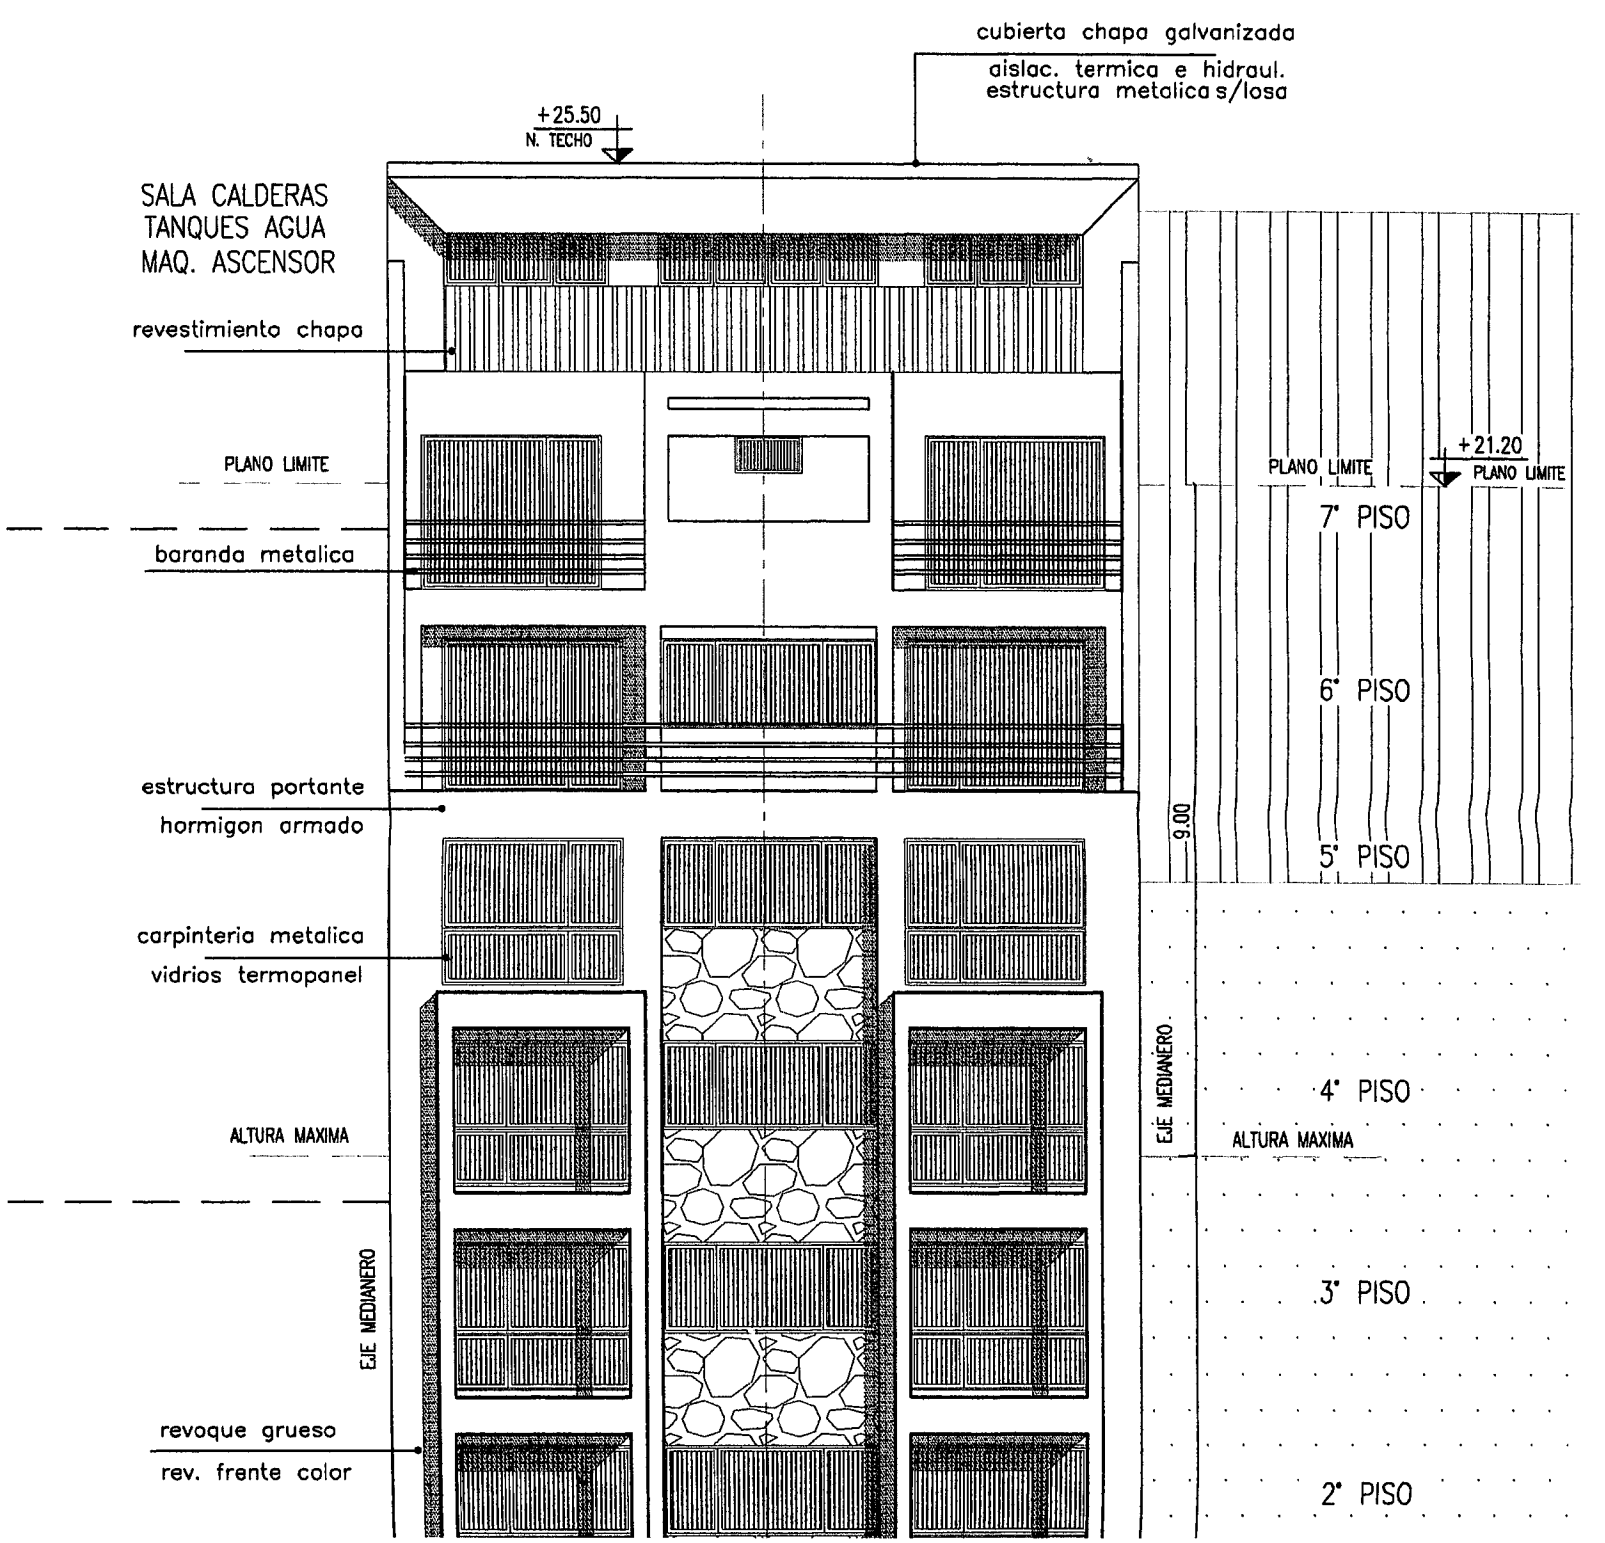 cubierta chapa galvanizada
aislac. termica e hidraul.
estructura metalica s/losa
+25.50
N. TECHO
SALA CALDERAS
TANQUES AGUA
MAQ. ASCENSOR
revestimiento chapa
PLANO LIMITE
PLANO LIMITE
+21.20
PLANO LIMITE
7° PISO
baranda metalica
6° PISO
estructura portante
hormigon armado
9.00
5° PISO
carpinteria metalica
vidrios termopanel
EJE MEDIANERO
4° PISO
ALTURA MAXIMA
ALTURA MAXIMA
EJE MEDIANERO
3° PISO
revoque grueso
rev. frente color
2° PISO